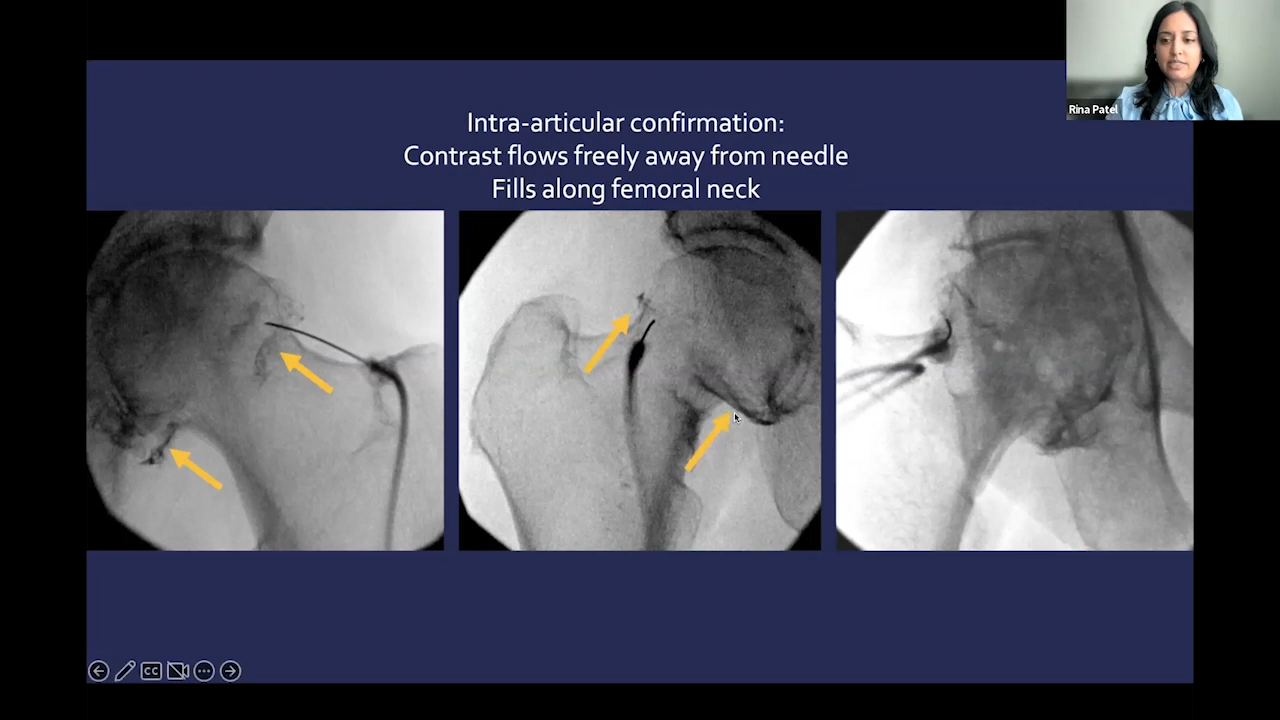 Intra-articular confirmation:
Contrast flows freely away from needle
Fills along femoral neck
Rina Patel
CC